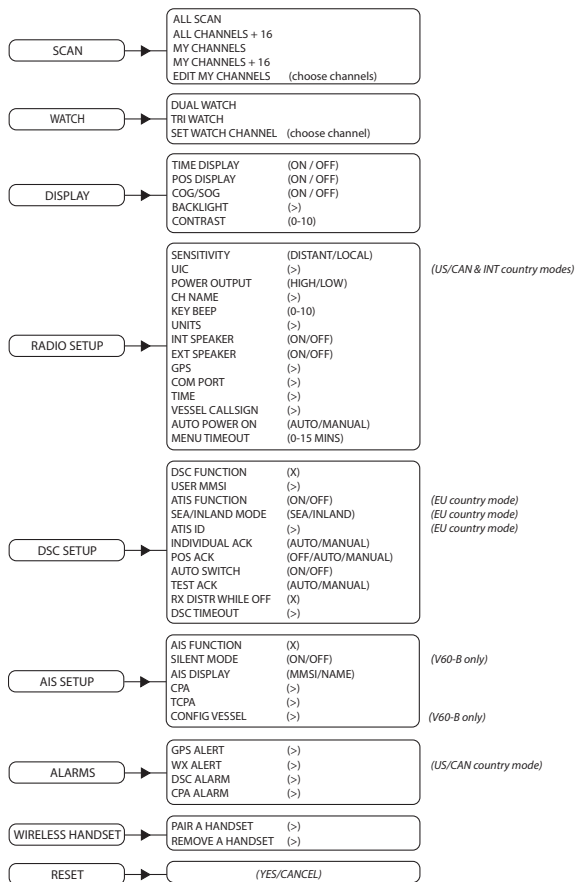 SCAN
ALL SCAN
ALL CHANNELS + 16
MY CHANNELS
MY CHANNELS + 16
EDIT MY CHANNELS (choose channels)
WATCH
DUAL WATCH
TRI WATCH
SET WATCH CHANNEL (choose channel)
DISPLAY
TIME DISPLAY (ON / OFF)
POS DISPLAY (ON / OFF)
COG/SOG (ON / OFF)
BACKLIGHT (>)
CONTRAST (0-10)
RADIO SETUP
SENSITIVITY (DISTANT/LOCAL)
UIC (>) (US/CAN & INT country modes)
POWER OUTPUT (HIGH/LOW)
CH NAME (>)
KEY BEEP (0-10)
UNITS (>)
INT SPEAKER (ON/OFF)
EXT SPEAKER (ON/OFF)
GPS (>)
COM PORT (>)
TIME (>)
VESSEL CALLSIGN (>)
AUTO POWER ON (AUTO/MANUAL)
MENU TIMEOUT (0-15 MINS)
DSC SETUP
DSC FUNCTION (X)
USER MMSI (>)
ATIS FUNCTION (ON/OFF) (EU country mode)
SEA/INLAND MODE (SEA/INLAND) (EU country mode)
ATIS ID (>) (EU country mode)
INDIVIDUAL ACK (AUTO/MANUAL)
POS ACK (OFF/AUTO/MANUAL)
AUTO SWITCH (ON/OFF)
TEST ACK (AUTO/MANUAL)
RX DISTR WHILE OFF (X)
DSC TIMEOUT (>)
AIS SETUP
AIS FUNCTION (X)
SILENT MODE (ON/OFF) (V60-B only)
AIS DISPLAY (MMSI/NAME)
CPA (>)
TCPA (>)
CONFIG VESSEL (>) (V60-B only)
ALARMS
GPS ALERT (>)
WX ALERT (>) (US/CAN country mode)
DSC ALARM (>)
CPA ALARM (>)
WIRELESS HANDSET
PAIR A HANDSET (>)
REMOVE A HANDSET (>)
RESET
(YES/CANCEL)